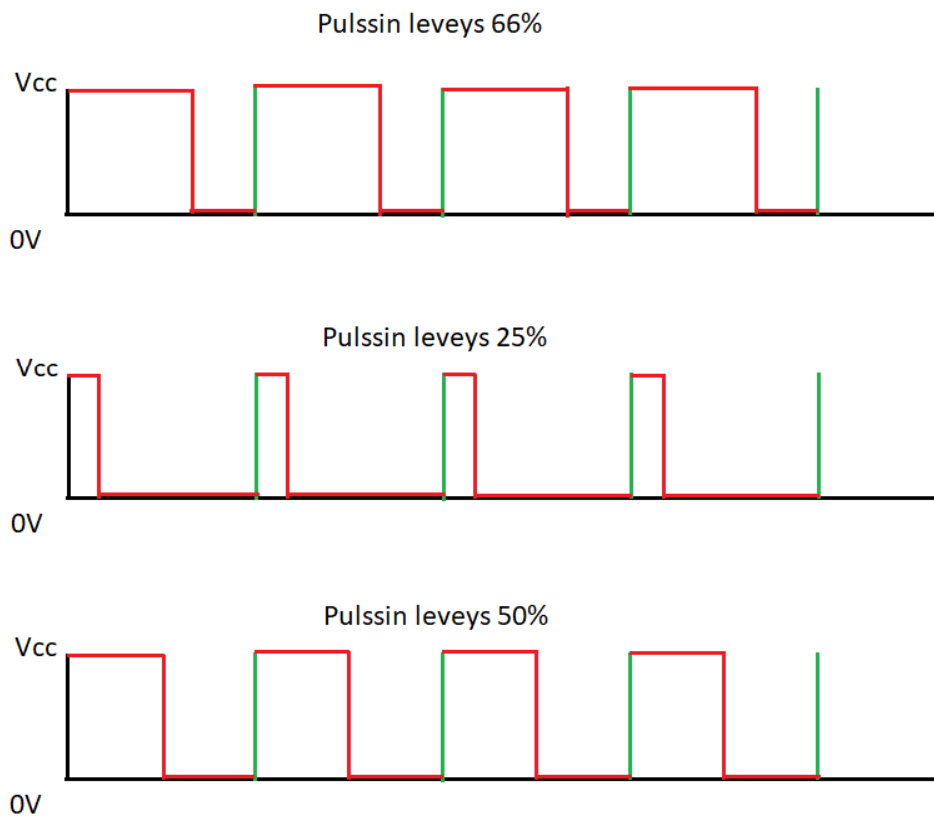 Pulssin leveys 66%
Vcc
0V
Pulssin leveys 25%
Vcc
0V
Pulssin leveys 50%
Vcc
0V